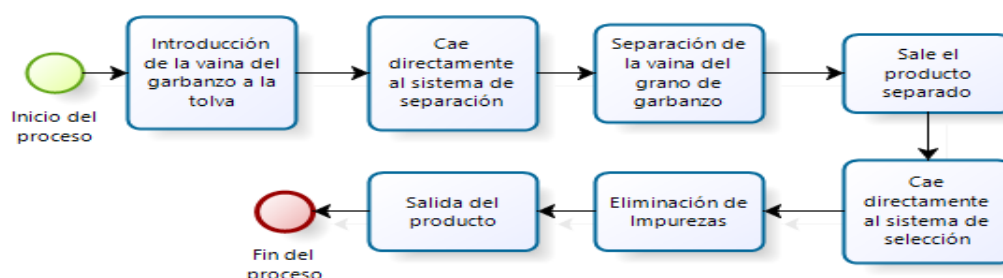 Inicio del
proceso
Introducción
de la vaina del
garbanzo a la
tolva
Cae
directamente
al sistema de
separación
Separación de
la vaina del
grano de
garbanzo
Sale el
producto
separado
Cae
directamente
al sistema de
selección
Eliminación de
Impurezas
Salida del
producto
Fin del
proceso